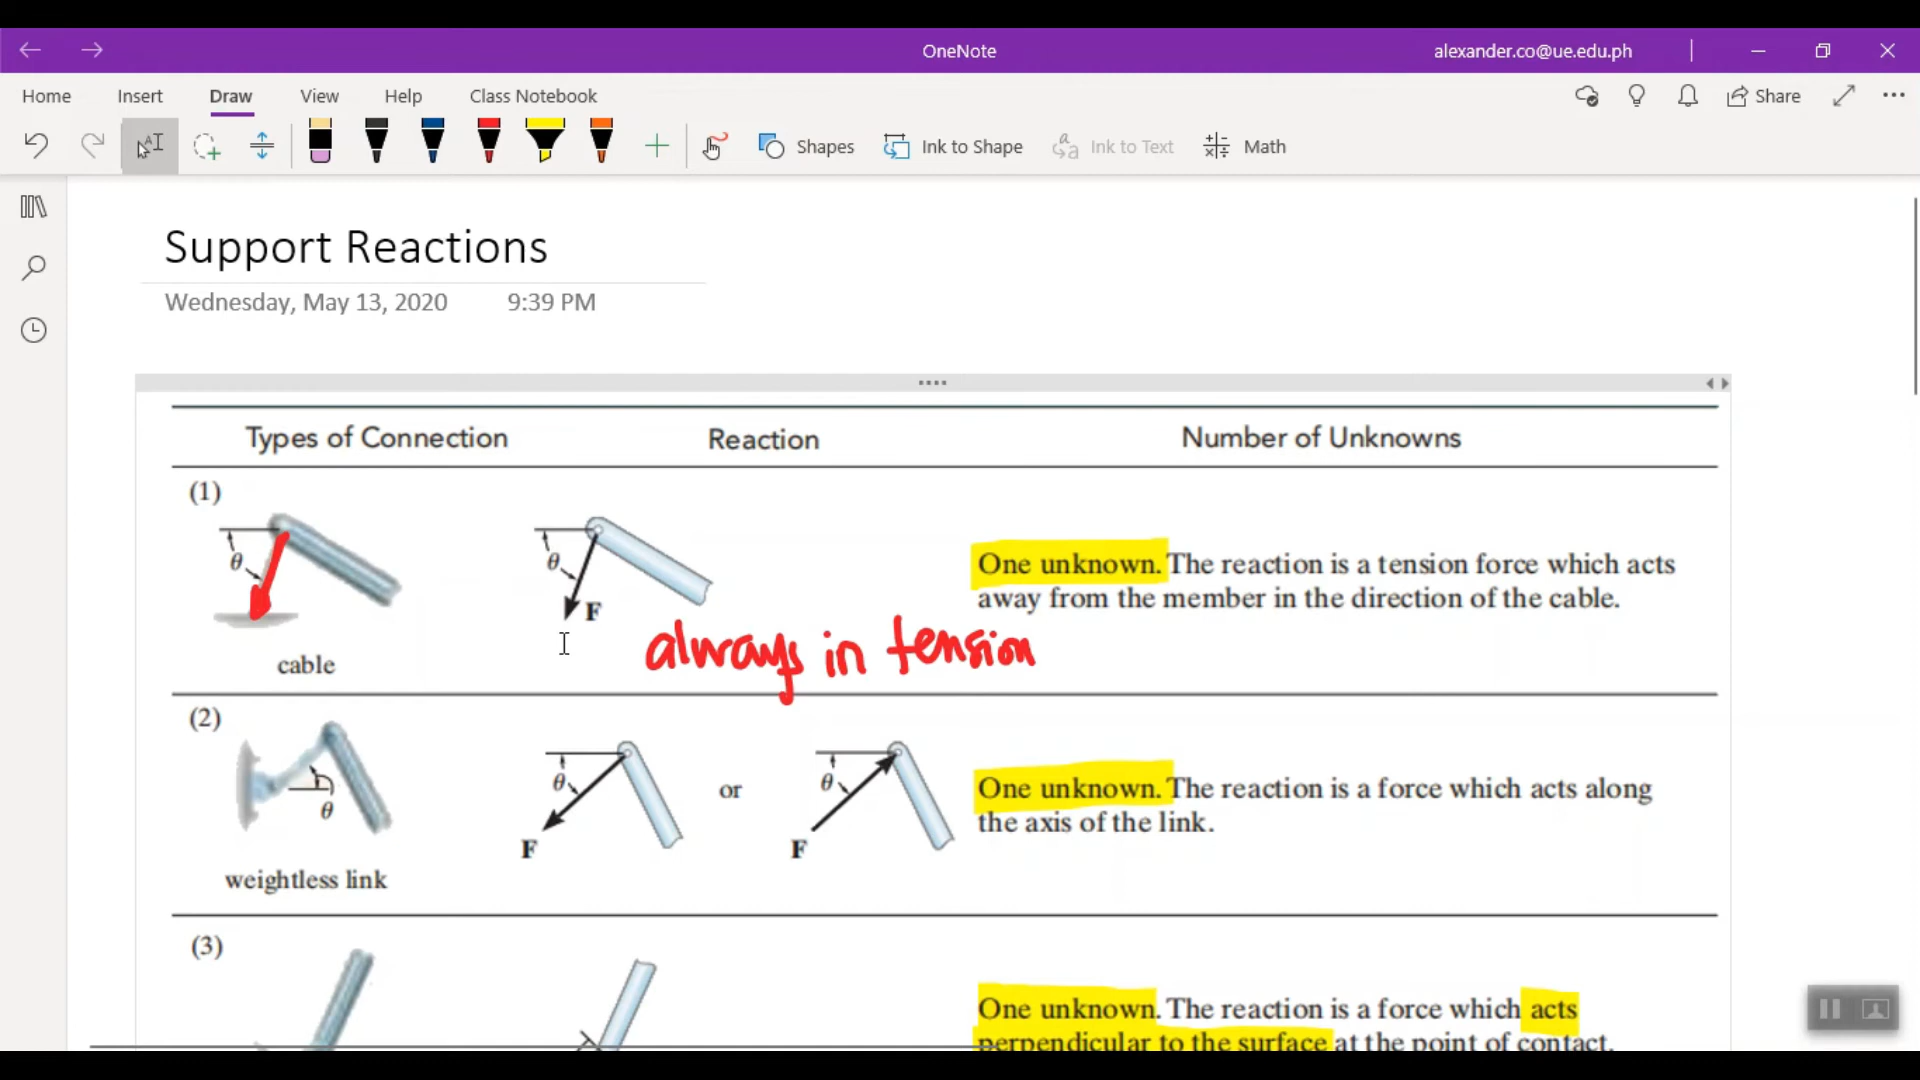 OneNote
alexander.co@ue.edu.ph
Home Insert Draw View Help Class Notebook
Share
Shapes Ink to Shape Ink to Text Math
Support Reactions
Wednesday, May 13, 2020 9:39 PM
Types of Connection Reaction Number of Unknowns
(1)
θ θ
F
One unknown. The reaction is a tension force which acts
away from the member in the direction of the cable.
always in tension
cable
(2)
θ θ θ
or
F F
One unknown. The reaction is a force which acts along
the axis of the link.
weightless link
(3)
One unknown. The reaction is a force which acts
perpendicular to the surface at the point of contact.